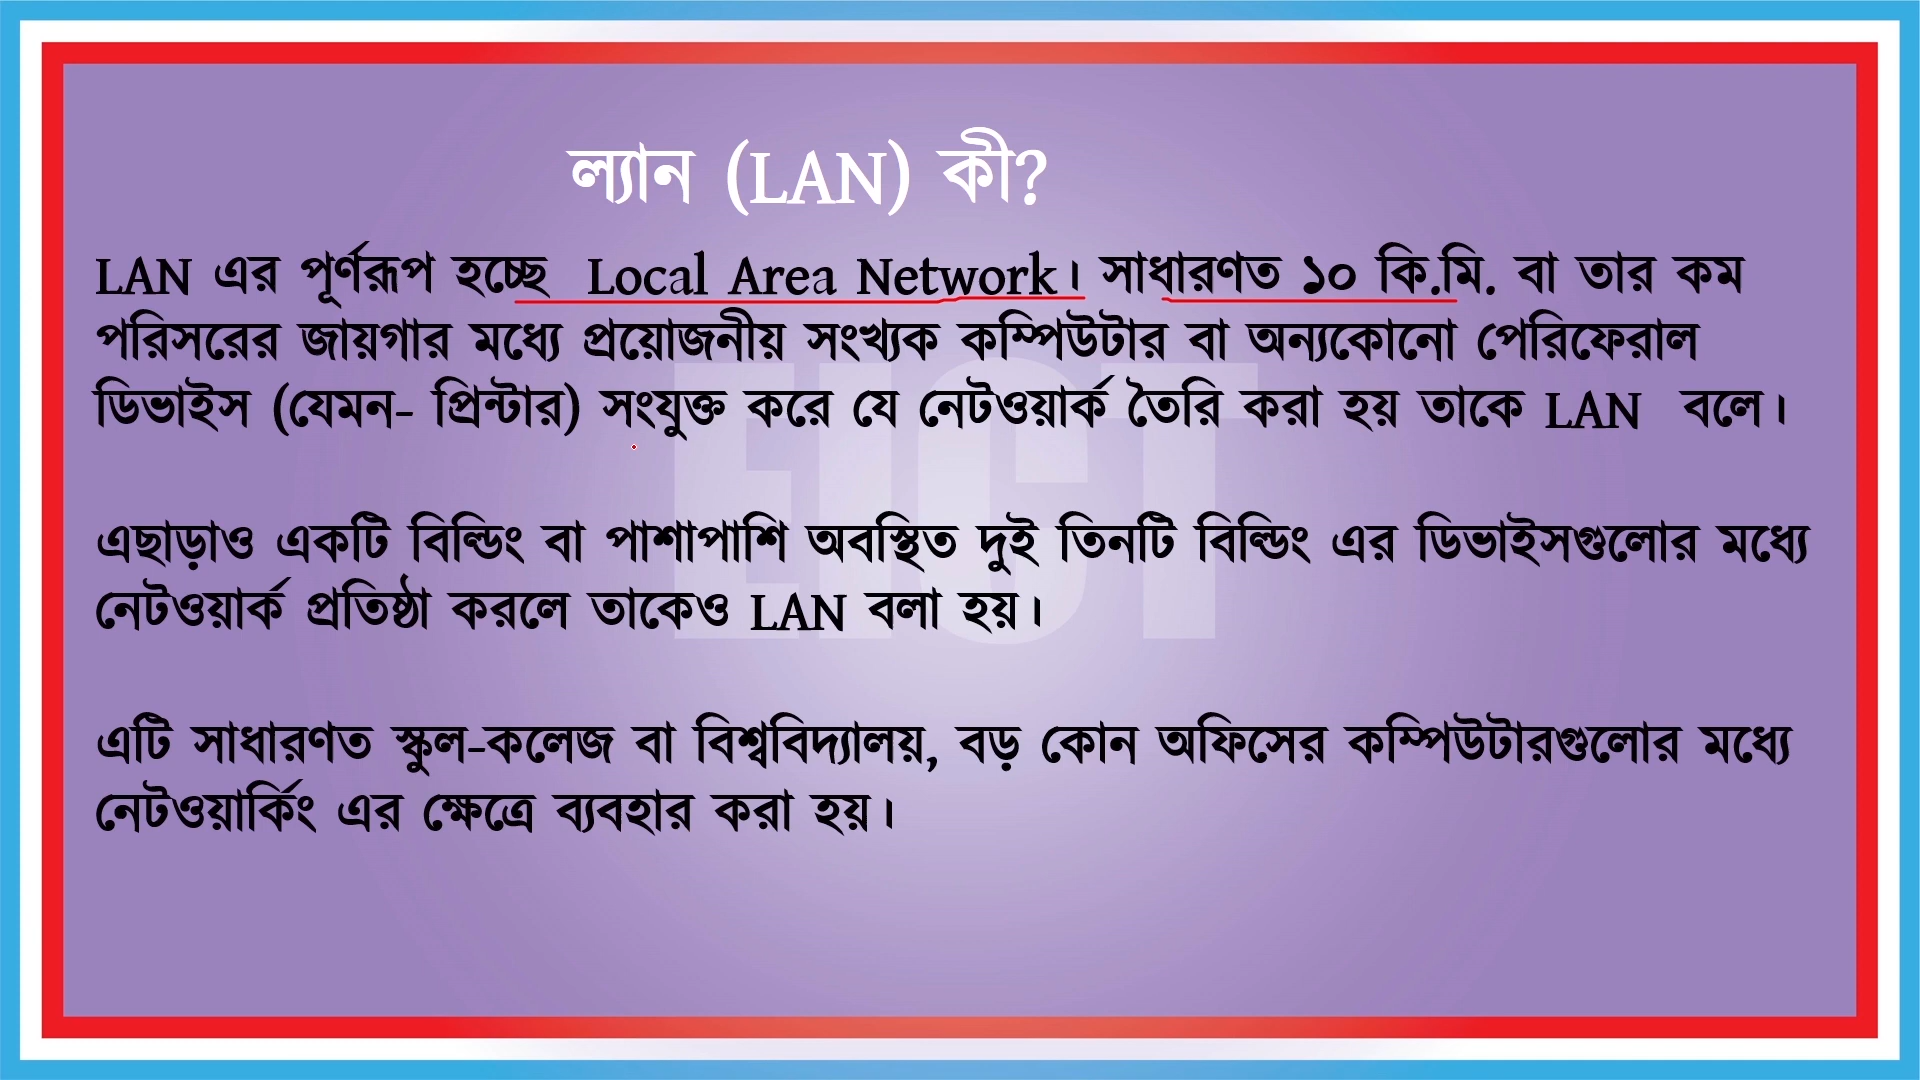 ল্যান (LAN) কী?
LAN এর পূর্ণরূপ হচ্ছে Local Area Network। সাধারণত ১০ কি.মি. বা তার কম
পরিসরের জায়গার মধ্যে প্রয়োজনীয় সংখ্যক কম্পিউটার বা অন্যকোনো পেরিফেরাল
ডিভাইস (যেমন- প্রিন্টার) সংযুক্ত করে যে নেটওয়ার্ক তৈরি করা হয় তাকে LAN বলে।
এছাড়াও একটি বিল্ডিং বা পাশাপাশি অবস্থিত দুই তিনটি বিল্ডিং এর ডিভাইসগুলোর মধ্যে
নেটওয়ার্ক প্রতিষ্ঠা করলে তাকেও LAN বলা হয়।
এটি সাধারণত স্কুল-কলেজ বা বিশ্ববিদ্যালয়, বড় কোন অফিসের কম্পিউটারগুলোর মধ্যে
নেটওয়ার্কিং এর ক্ষেত্রে ব্যবহার করা হয়।
EICT